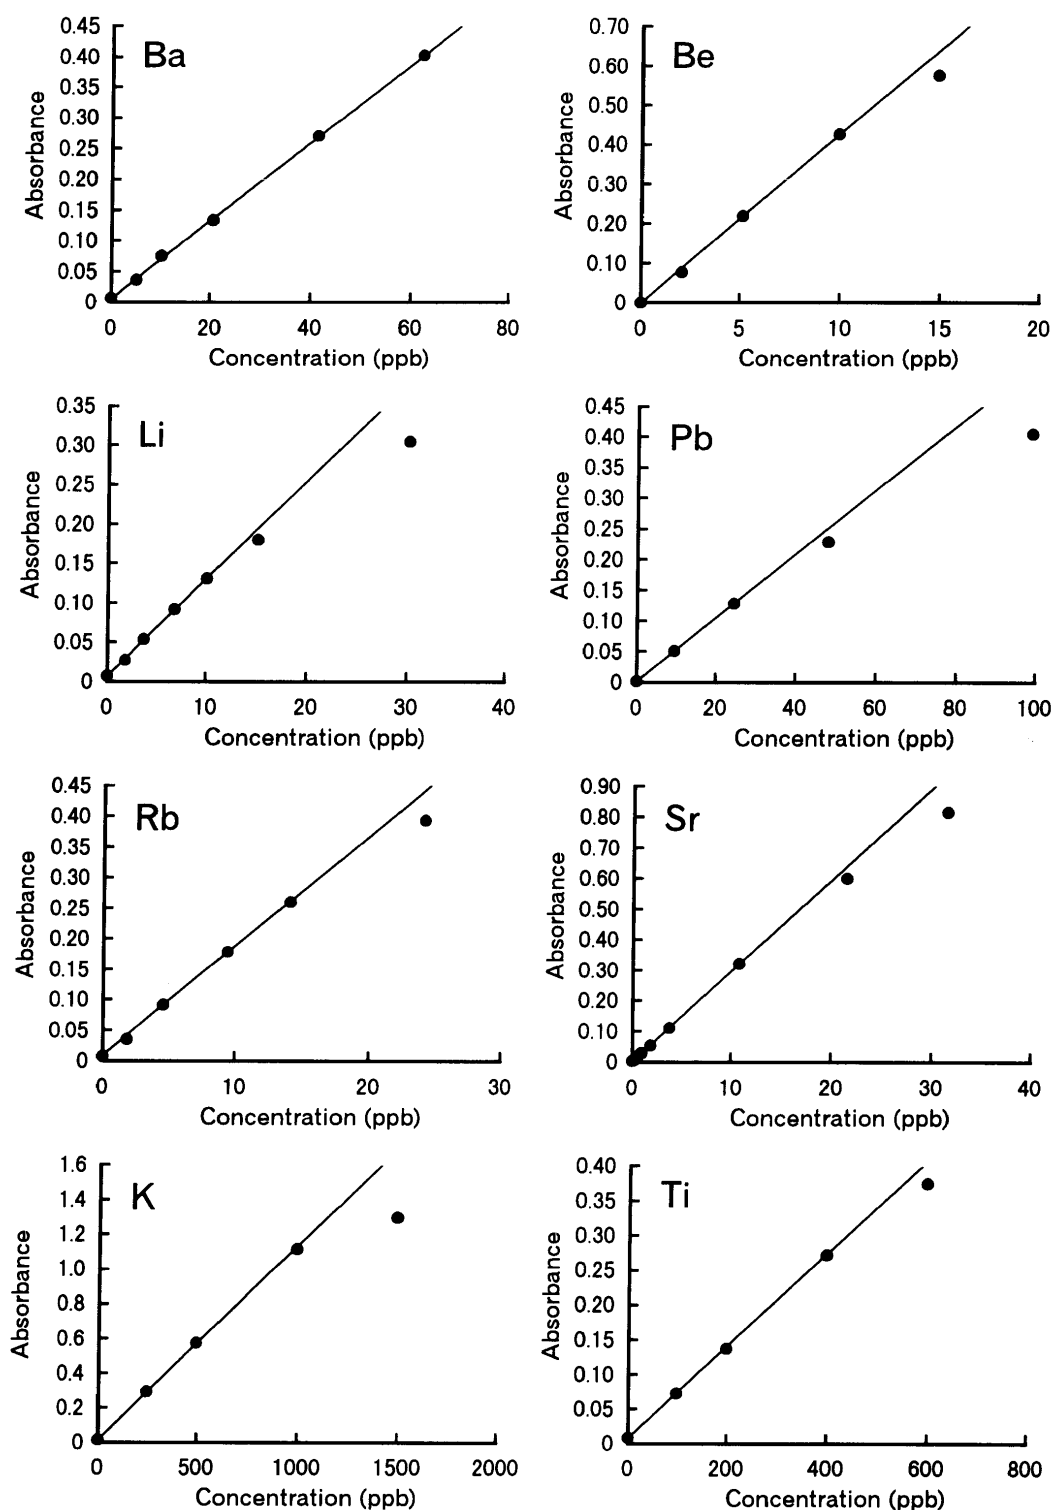 Ba
Absorbance
0.45
0.40
0.35
0.30
0.25
0.20
0.15
0.10
0.05
0
0 20 40 60 80
Concentration (ppb)
Be
Absorbance
0.70
0.60
0.50
0.40
0.30
0.20
0.10
0
0 5 10 15 20
Concentration (ppb)
Li
Absorbance
0.35
0.30
0.25
0.20
0.15
0.10
0.05
0
0 10 20 30 40
Concentration (ppb)
Pb
Absorbance
0.45
0.40
0.35
0.30
0.25
0.20
0.15
0.10
0.05
0
0 20 40 60 80 100
Concentration (ppb)
Rb
Absorbance
0.45
0.40
0.35
0.30
0.25
0.20
0.15
0.10
0.05
0
0 10 20 30
Concentration (ppb)
Sr
Absorbance
0.90
0.80
0.70
0.60
0.50
0.40
0.30
0.20
0.10
0
0 10 20 30 40
Concentration (ppb)
K
Absorbance
1.6
1.4
1.2
1.0
0.8
0.6
0.4
0.2
0
0 500 1000 1500 2000
Concentration (ppb)
Ti
Absorbance
0.40
0.35
0.30
0.25
0.20
0.15
0.10
0.05
0
0 200 400 600 800
Concentration (ppb)